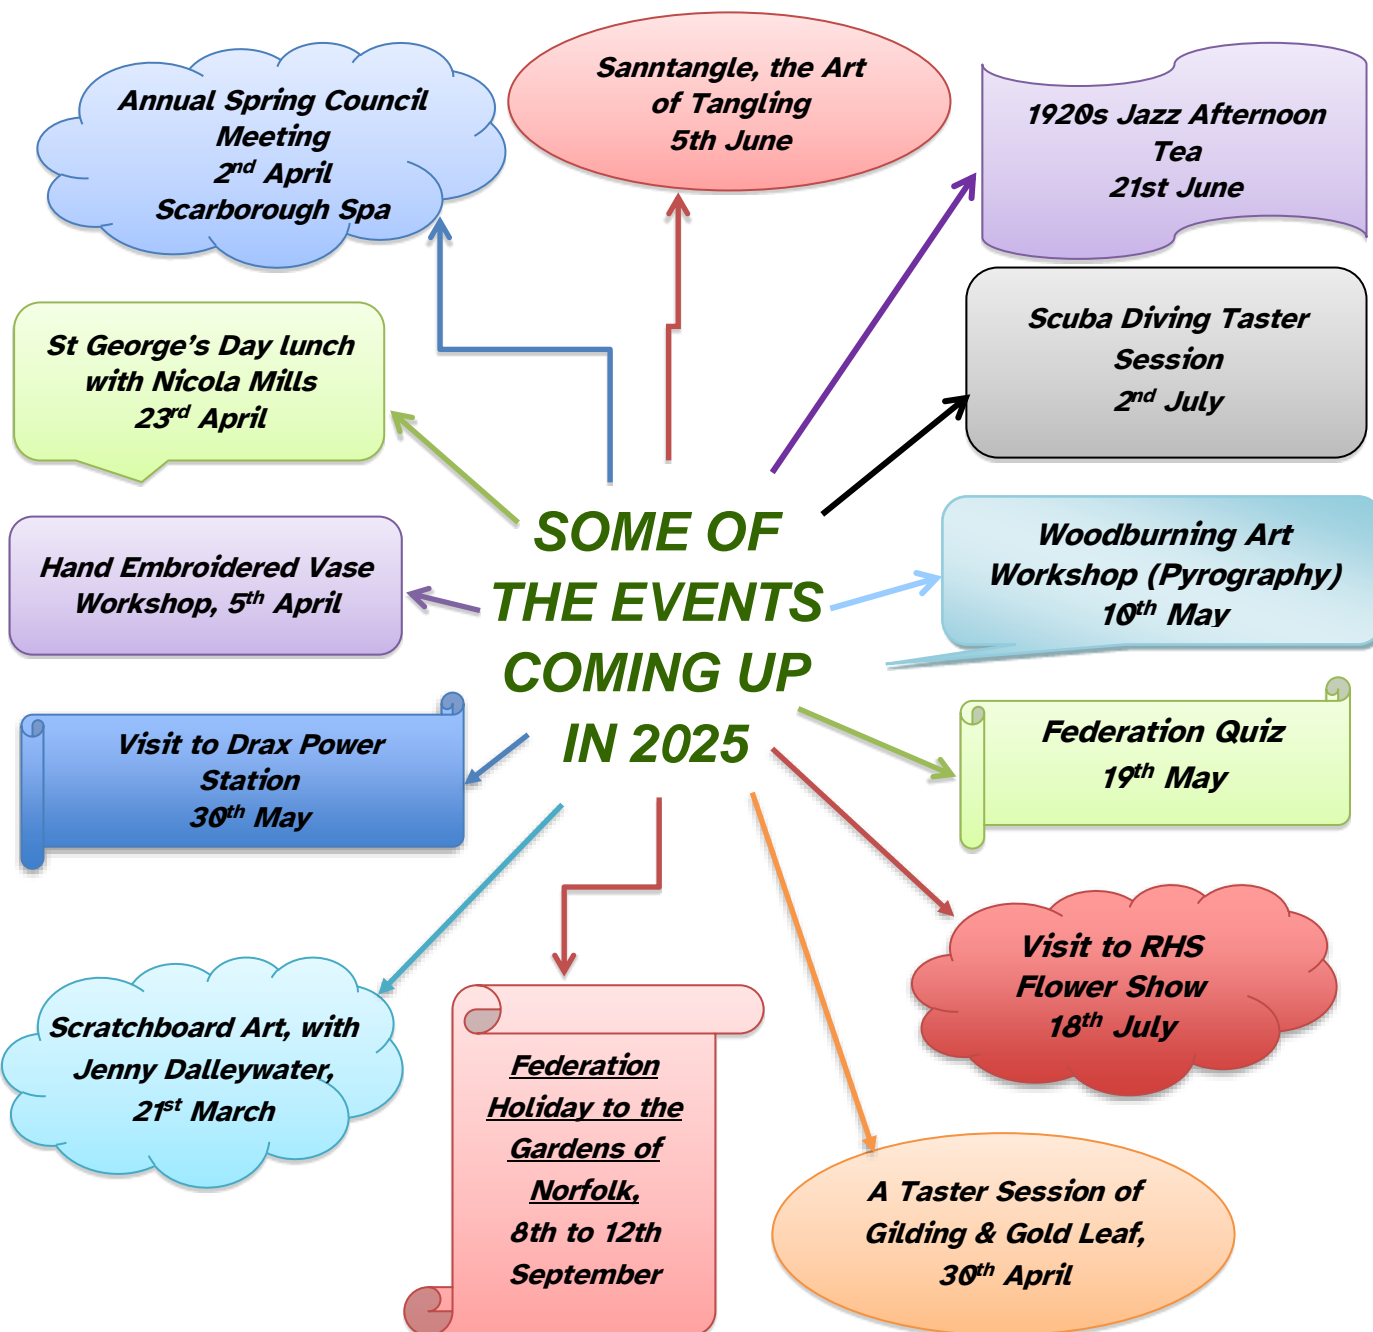 Annual Spring Council
Meeting
2nd April
Scarborough Spa
Sanntangle, the Art
of Tangling
5th June
1920s Jazz Afternoon
Tea
21st June
St George’s Day lunch
with Nicola Mills
23rd April
Scuba Diving Taster
Session
2nd July
Hand Embroidered Vase
Workshop, 5th April
SOME OF
THE EVENTS
COMING UP
IN 2025
Woodburning Art
Workshop (Pyrography)
10th May
Visit to Drax Power
Station
30th May
Federation Quiz
19th May
Scratchboard Art, with
Jenny Dalleywater,
21st March
Federation
Holiday to the
Gardens of
Norfolk,
8th to 12th
September
Visit to RHS
Flower Show
18th July
A Taster Session of
Gilding & Gold Leaf,
30th April